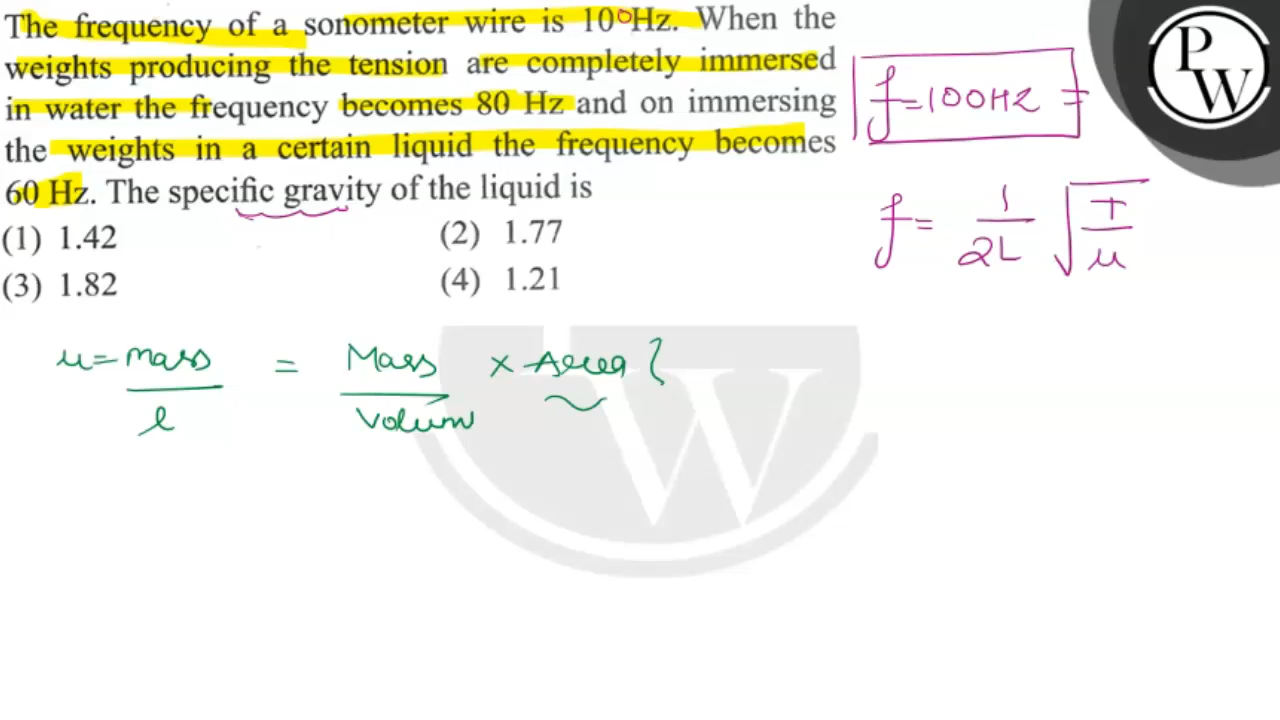 The frequency of a sonometer wire is 100Hz. When the
weights producing the tension are completely immersed
in water the frequency becomes 80 Hz and on immersing
the weights in a certain liquid the frequency becomes
60 Hz. The specific gravity of the liquid is
(1) 1.42
(2) 1.77
(3) 1.82
(4) 1.21
PW
f = 100HZ =
f = 1/2L √T/μ
μ = mass/l = Mass/Volum × Area {
W